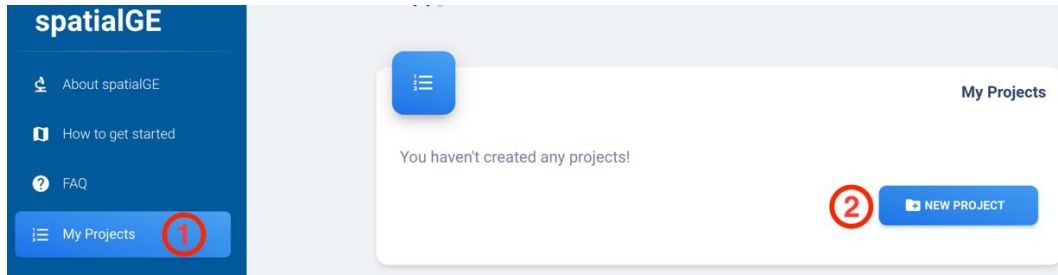 spatialGE
About spatialGE
How to get started
FAQ
My Projects 1
My Projects
You haven't created any projects!
2 NEW PROJECT